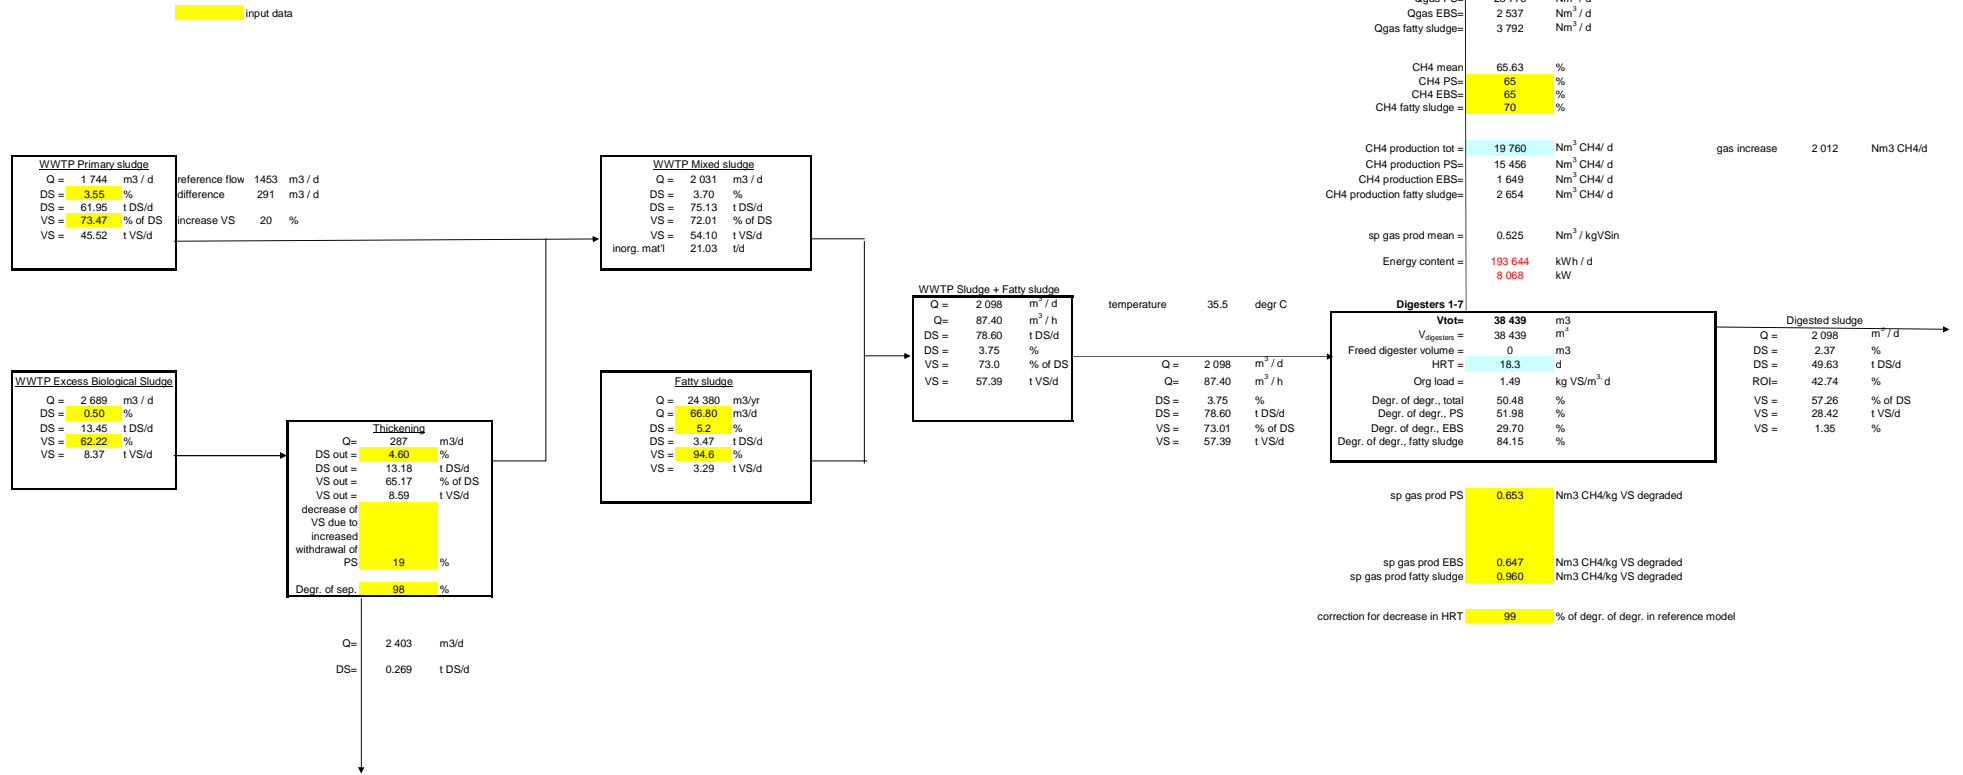 input data
Qgas EBS= 2 537 Nm3 / d
Qgas fatty sludge= 3 792 Nm3 / d
CH4 mean 65.63 %
CH4 PS= 65 %
CH4 EBS= 65 %
CH4 fatty sludge = 70 %
CH4 production tot = 19 760 Nm3 CH4/ d gas increase 2 012 Nm3 CH4/d
CH4 production PS= 15 456 Nm3 CH4/ d
CH4 production EBS= 1 649 Nm3 CH4/ d
CH4 production fatty sludge= 2 654 Nm3 CH4/ d
sp gas prod mean = 0.525 Nm3 / kgVSin
Energy content = 193 644 kWh / d
8 068 kW
WWTP Primary sludge
Q = 1 744 m3 / d reference flow 1453 m3 / d
DS = 3.55 % difference 291 m3 / d
DS = 61.95 t DS/d
VS = 73.47 % of DS increase VS 20 %
VS = 45.52 t VS/d
WWTP Mixed sludge
Q = 2 031 m3 / d
DS = 3.70 %
DS = 75.13 t DS/d
VS = 72.01 % of DS
VS = 54.10 t VS/d
inorg. mat'l 21.03 t/d
WWTP Excess Biological Sludge
Q = 2 689 m3 / d
DS = 0.50 %
DS = 13.45 t DS/d
VS = 62.22 %
VS = 8.37 t VS/d
Thickening
Q= 287 m3/d
DS out = 4.60 %
DS out = 13.18 t DS/d
VS out = 65.17 % of DS
VS out = 8.59 t VS/d
decrease of
VS due to
increased
withdrawal of
PS 19 %
Degr. of sep. 98 %
Q= 2 403 m3/d
DS= 0.269 t DS/d
Fatty sludge
Q = 24 380 m3/yr
Q = 66.80 m3/d
DS = 5.2 %
DS = 3.47 t DS/d
VS = 94.6 %
VS = 3.29 t VS/d
WWTP Sludge + Fatty sludge
Q = 2 098 m3 / d
Q= 87.40 m3 / h
DS = 78.60 t DS/d
DS = 3.75 %
VS = 73.0 % of DS
VS = 57.39 t VS/d
temperature 35.5 degr C
Q = 2 098 m3 / d
Q= 87.40 m3 / h
DS = 3.75 %
DS = 78.60 t DS/d
VS = 73.01 % of DS
VS = 57.39 t VS/d
Digesters 1-7
Vtot= 38 439 m3
Vdigesters = 38 439 m3
Freed digester volume = 0 m3
HRT = 18.3 d
Org load = 1.49 kg VS/m3, d
Degr. of degr., total 50.48 %
Degr. of degr., PS 51.98 %
Degr. of degr., EBS 29.70 %
Degr. of degr., fatty sludge 84.15 %
Digested sludge
Q = 2 098 m3 / d
DS = 2.37 %
DS = 49.63 t DS/d
ROI= 42.74 %
VS = 57.26 % of DS
VS = 28.42 t VS/d
VS = 1.35 %
sp gas prod PS 0.653 Nm3 CH4/kg VS degraded
sp gas prod EBS 0.647 Nm3 CH4/kg VS degraded
sp gas prod fatty sludge 0.960 Nm3 CH4/kg VS degraded
correction for decrease in HRT 99 % of degr. of degr. in reference model